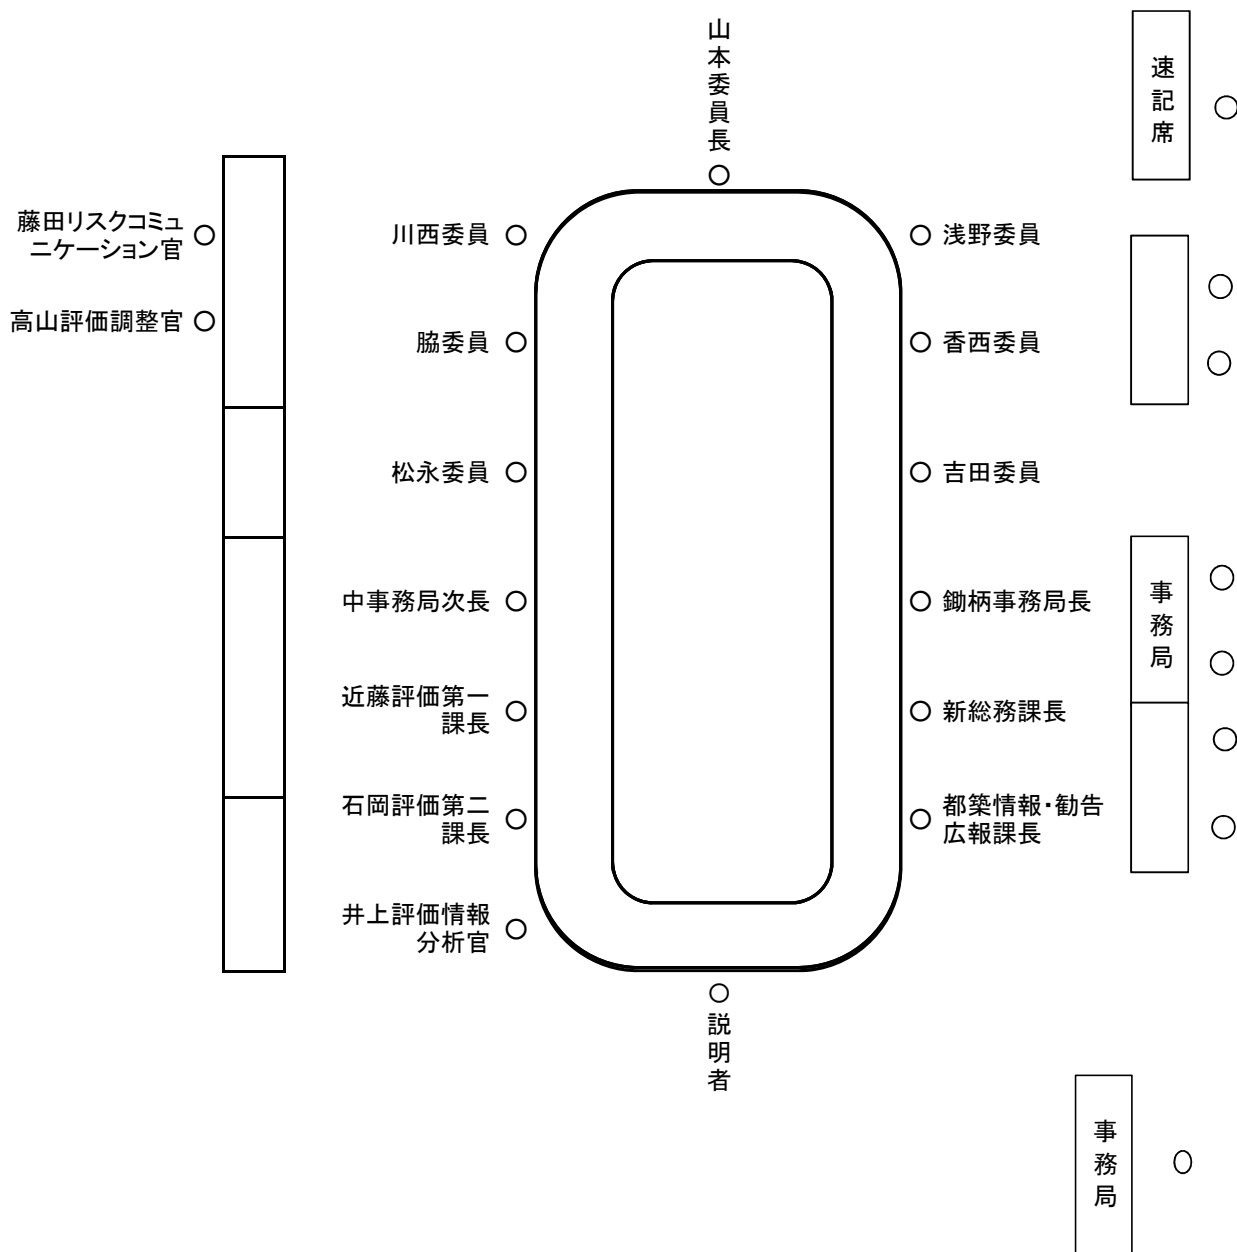 山本委員長
速記席
藤田リスクコミュ
ニケーション官
川西委員
浅野委員
高山評価調整官
脇委員
香西委員
松永委員
吉田委員
中事務局次長
鋤柄事務局長
事務局
近藤評価第一
課長
新総務課長
石岡評価第二
課長
都築情報・勧告
広報課長
井上評価情報
分析官
説明者
事務局